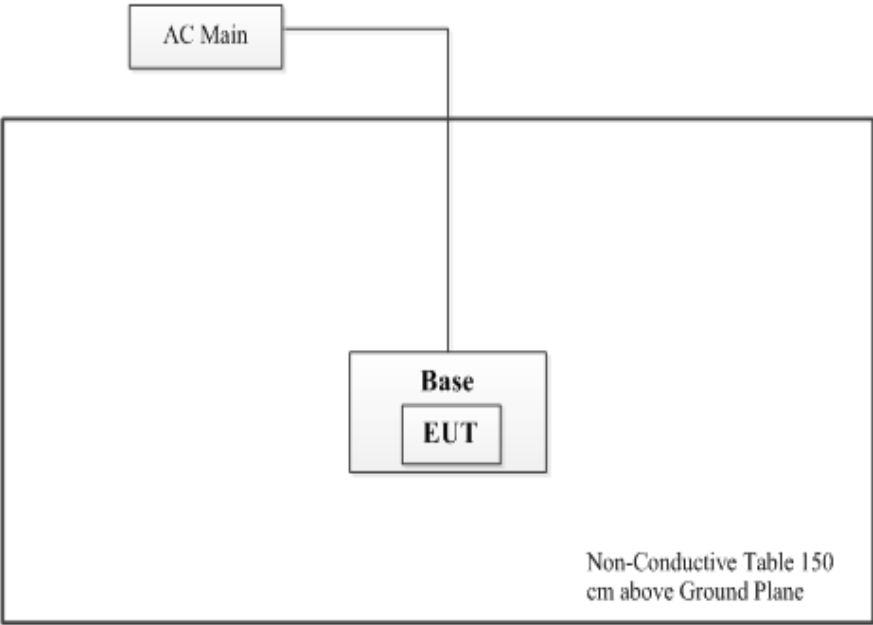 AC Main
Base
EUT
Non-Conductive Table 150
cm above Ground Plane